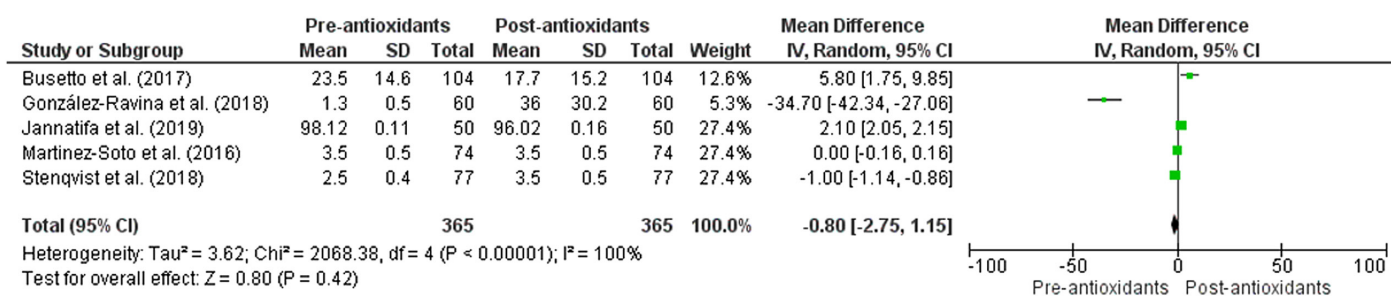 Pre-antioxidants Post-antioxidants Mean Difference Mean Difference
Study or Subgroup Mean SD Total Mean SD Total Weight IV, Random, 95% CI IV, Random, 95% CI
Busetto et al. (2017) 23.5 14.6 104 17.7 15.2 104 12.6% 5.80 [1.75, 9.85]
González-Ravina et al. (2018) 1.3 0.5 60 36 30.2 60 5.3% -34.70 [-42.34, -27.06]
Jannatifa et al. (2019) 98.12 0.11 50 96.02 0.16 50 27.4% 2.10 [2.05, 2.15]
Martinez-Soto et al. (2016) 3.5 0.5 74 3.5 0.5 74 27.4% 0.00 [-0.16, 0.16]
Stenqvist et al. (2018) 2.5 0.4 77 3.5 0.5 77 27.4% -1.00 [-1.14, -0.86]
Total (95% CI) 365 365 100.0% -0.80 [-2.75, 1.15]
Heterogeneity: Tau² = 3.62; Chi² = 2068.38, df = 4 (P < 0.00001); I² = 100%
Test for overall effect: Z = 0.80 (P = 0.42)
-100 -50 0 50 100
Pre-antioxidants Post-antioxidants